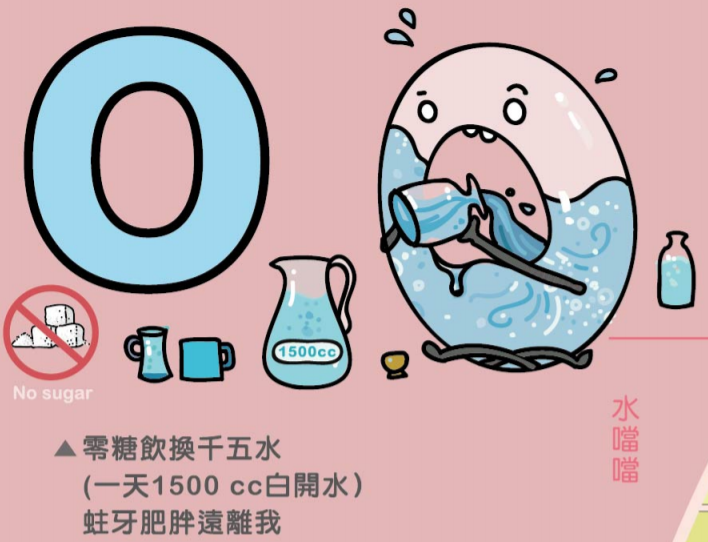 0
No sugar
1500cc
水噹噹
▲零糖飲換千五水
(一天1500 cc白開水)
蛀牙肥胖遠離我